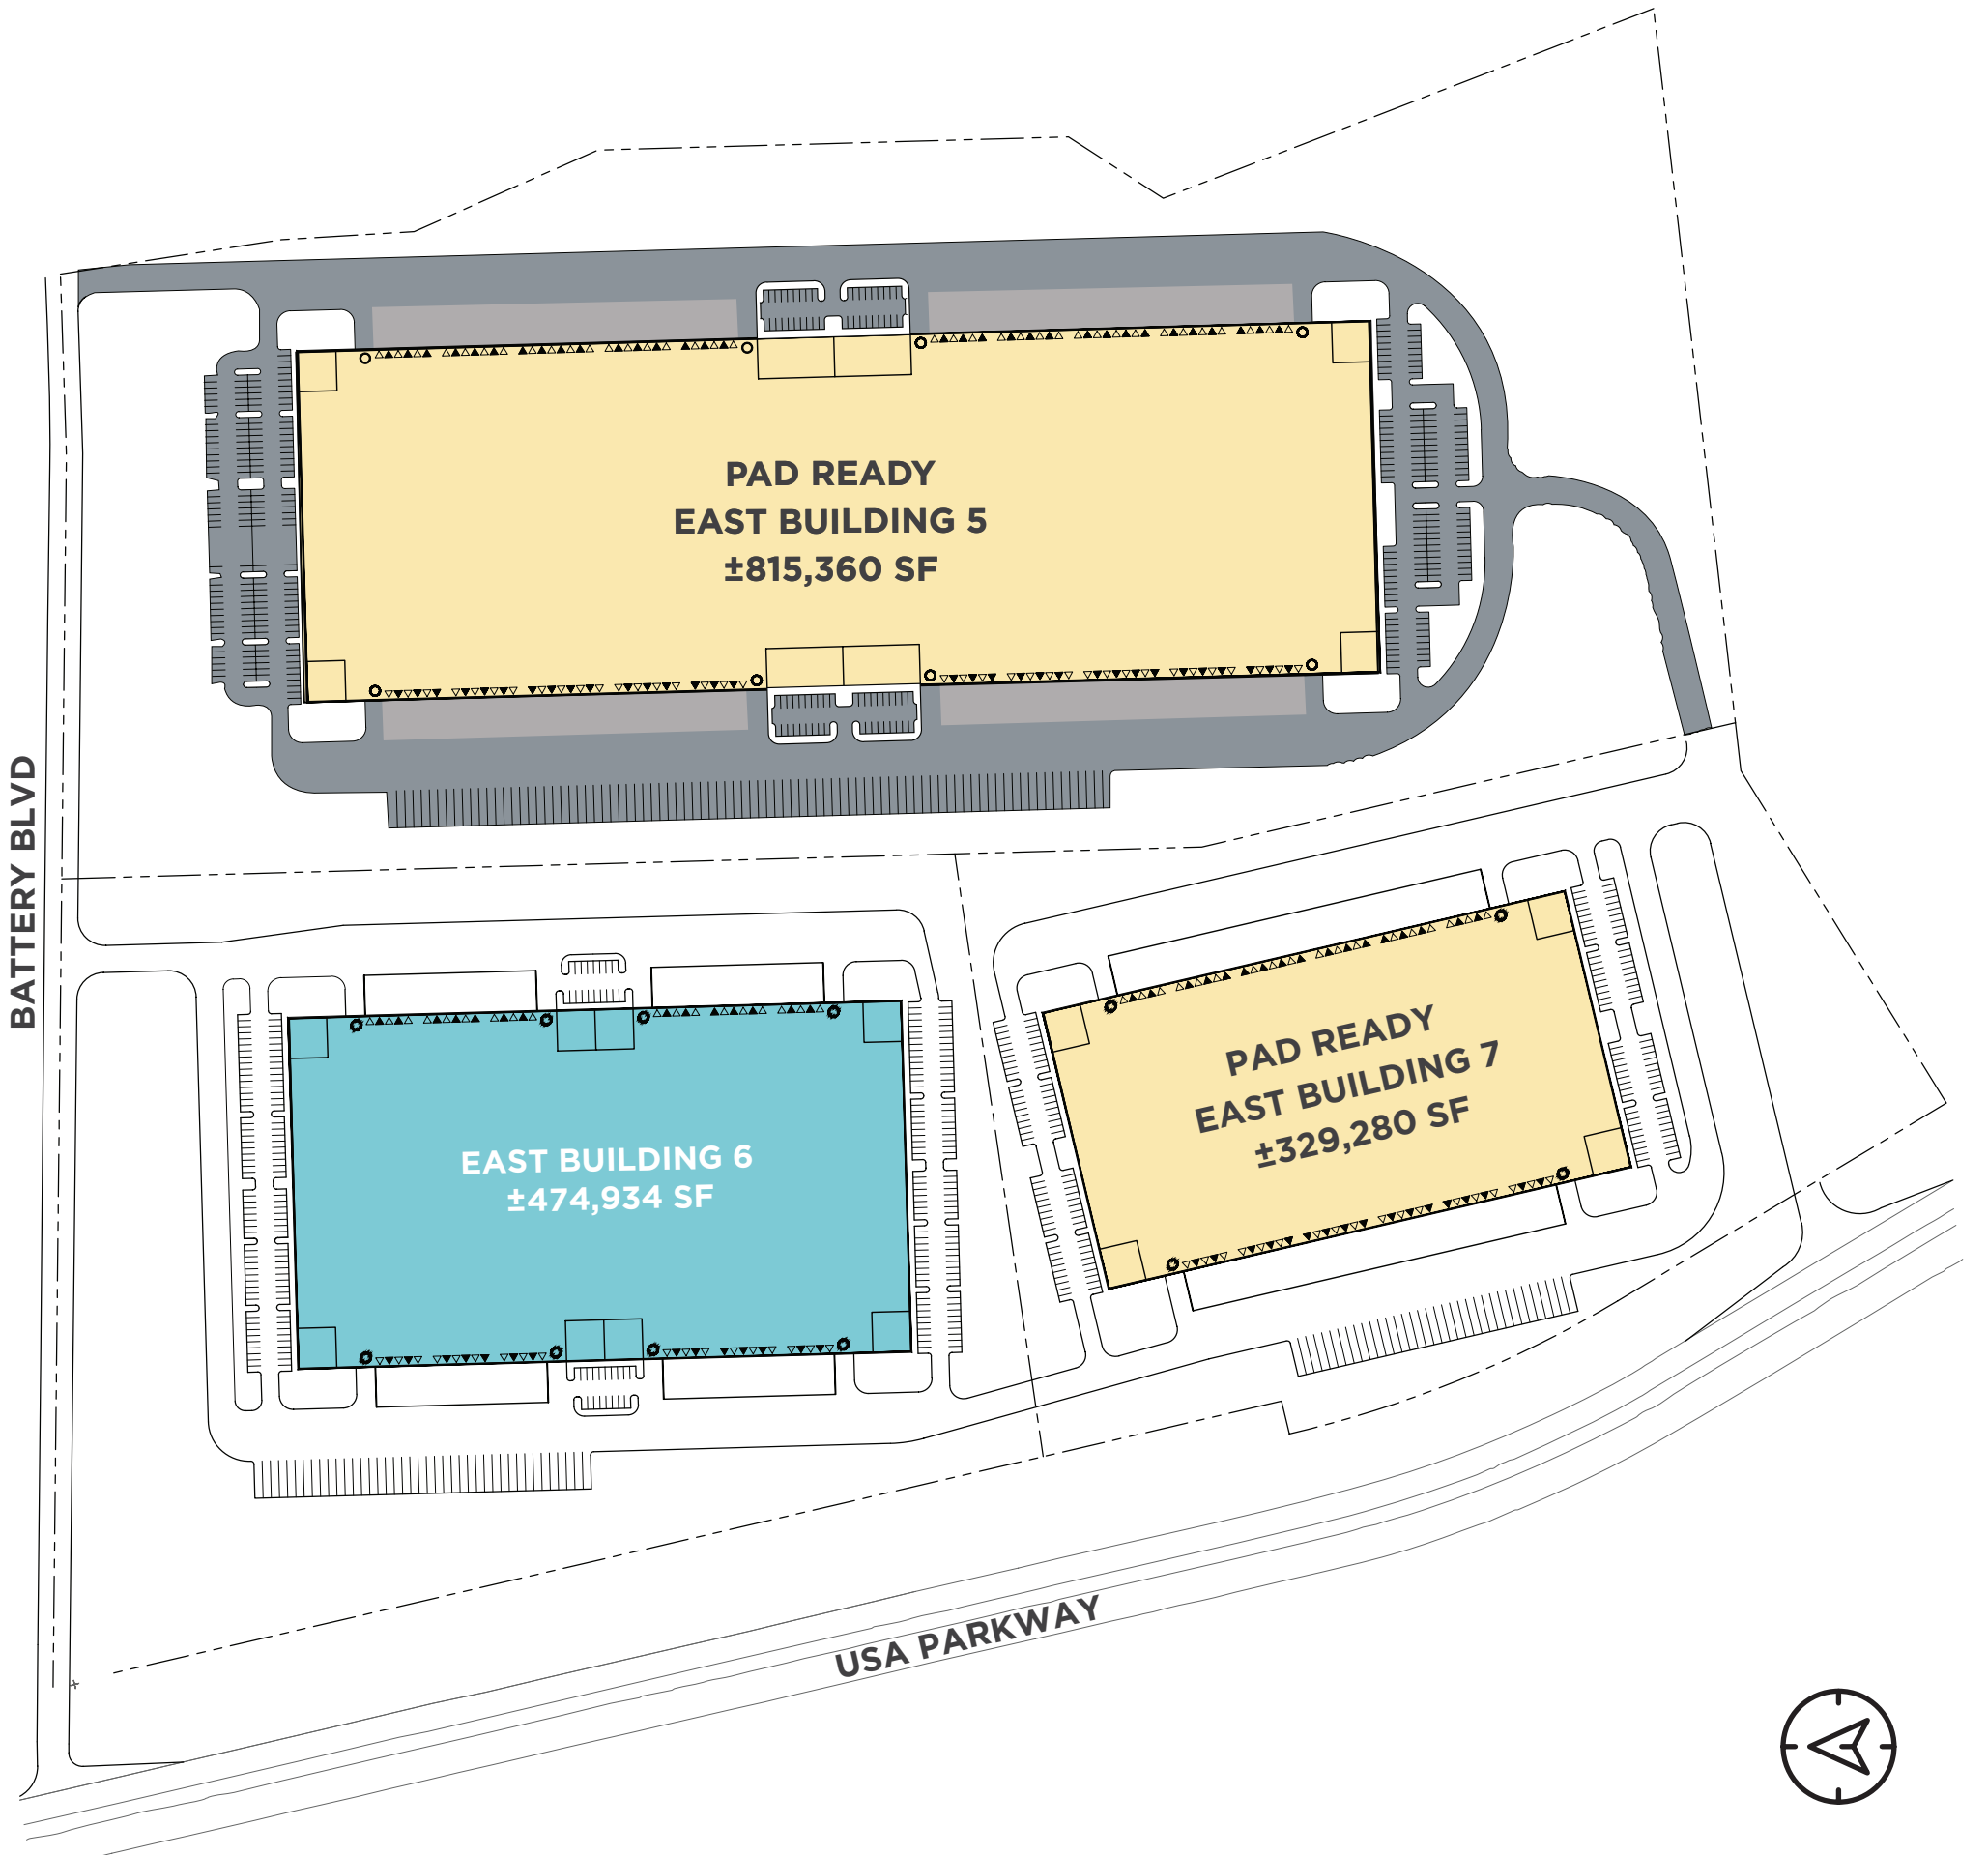 PAD READY
EAST BUILDING 5
±815,360 SF
BATTERY BLVD
EAST BUILDING 6
±474,934 SF
PAD READY
EAST BUILDING 7
±329,280 SF
USA PARKWAY